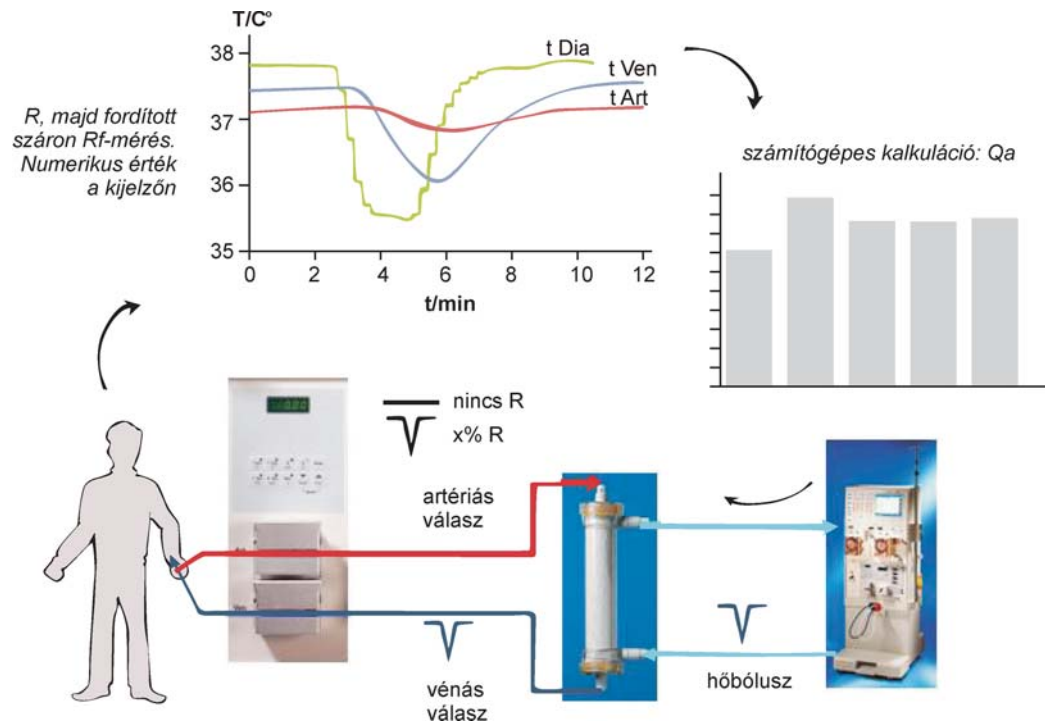 T/C°
38
37
36
35
0 2 4 6 8 10 12
t/min
t Dia
t Ven
t Art
R, majd fordított
száron Rf-mérés.
Numerikus érték
a kijelzőn
számítógépes kalkuláció: Qa
nincs R
x% R
artériás
válasz
vénás
válasz
hőbólusz